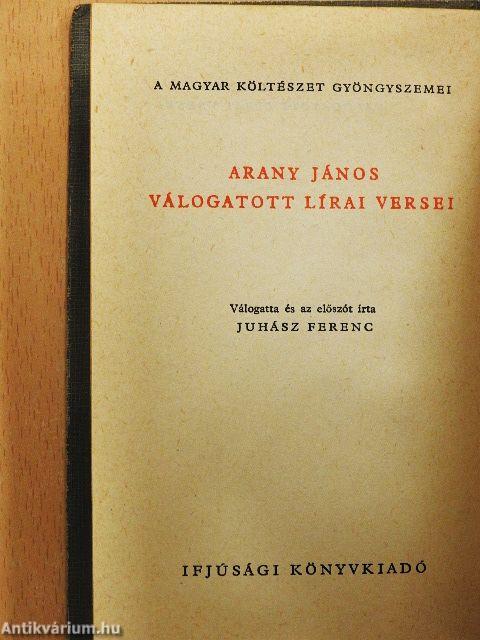 A MAGYAR KÖLTÉSZET GYÖNGYSZEMEI
ARANY JÁNOS
VÁLOGATOTT LÍRAI VERSEI
Válogatta és az előszót írta
JUHÁSZ FERENC
IFJÚSÁGI KÖNYVKIADÓ
Antikvárium.hu